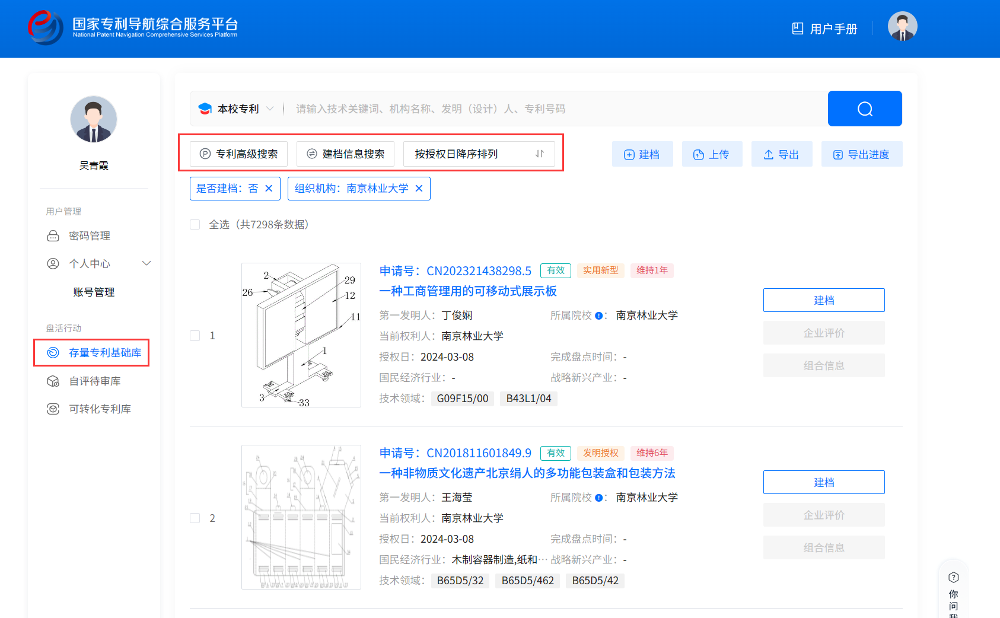 国家专利导航综合服务平台
National Patent Navigation Comprehensive Services Platform
用户手册
吴青霞
用户管理
密码管理
个人中心
账号管理
盘活行动
存量专利基础库
自评待审库
可转化专利库
本校专利 请输入技术关键词、机构名称、发明（设计）人、专利号码
专利高级搜索 建档信息搜索 按授权日降序排列 建档 上传 导出 导出进度
是否建档：否 × 组织机构：南京林业大学 ×
全选（共7298条数据）
1
2
29
26
12
11
1
3
33
申请号：CN202321438298.5 有效 实用新型 维持1年
一种工商管理用的可移动式展示板
第一发明人：丁俊娴 所属院校 ： 南京林业大学
当前权利人：南京林业大学
授权日：2024-03-08 完成盘点时间：-
国民经济行业：- 战略新兴产业：-
技术领域： G09F15/00 B43L1/04
建档
企业评价
组合信息
2
申请号：CN201811601849.9 有效 发明授权 维持6年
一种非物质文化遗产北京绢人的多功能包装盒和包装方法
第一发明人：王海莹 所属院校 ： 南京林业大学
当前权利人：南京林业大学
授权日：2024-03-08 完成盘点时间：-
国民经济行业：木制容器制造,纸和… 战略新兴产业：-
技术领域： B65D5/32 B65D5/462 B65D5/42
建档
企业评价
组合信息
你
问